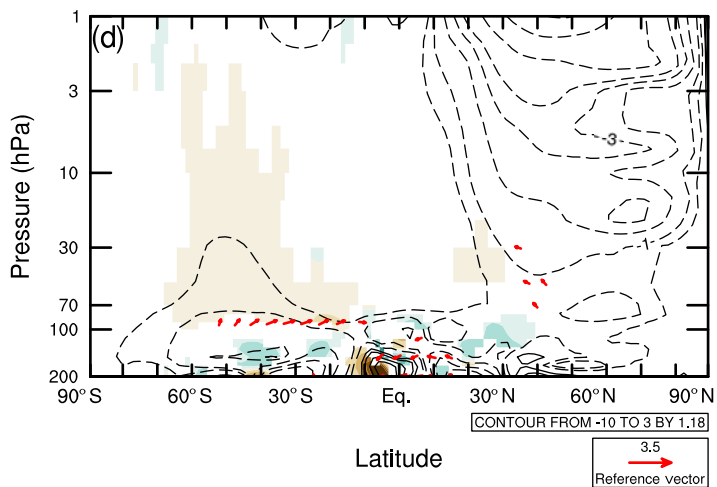 (d)
1
3
10
30
70
100
200
Pressure (hPa)
-3
90°S 60°S 30°S Eq. 30°N 60°N 90°N
CONTOUR FROM -10 TO 3 BY 1.18
Latitude
3.5
Reference vector